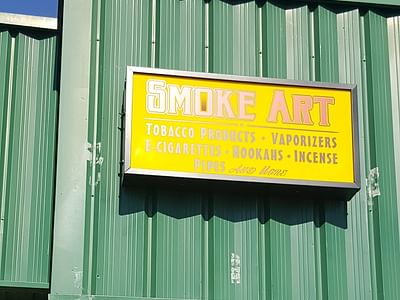 SMOKE ART
TOBACCO PRODUCTS • VAPORIZERS
E-CIGARETTES • HOOKAHS • INCENSE
PIPES And More